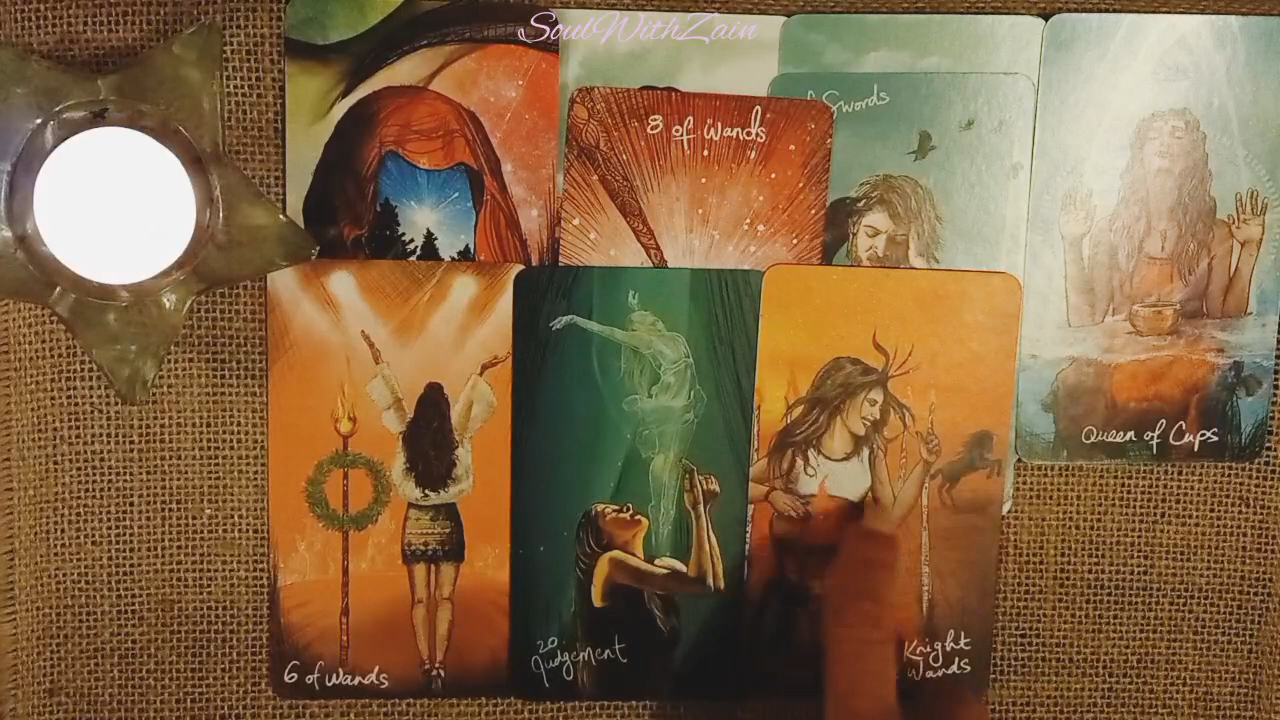 SoulWithZain
8 of Wands
Swords
Queen of Cups
6 of Wands
20
Judgement
Knight
Wands